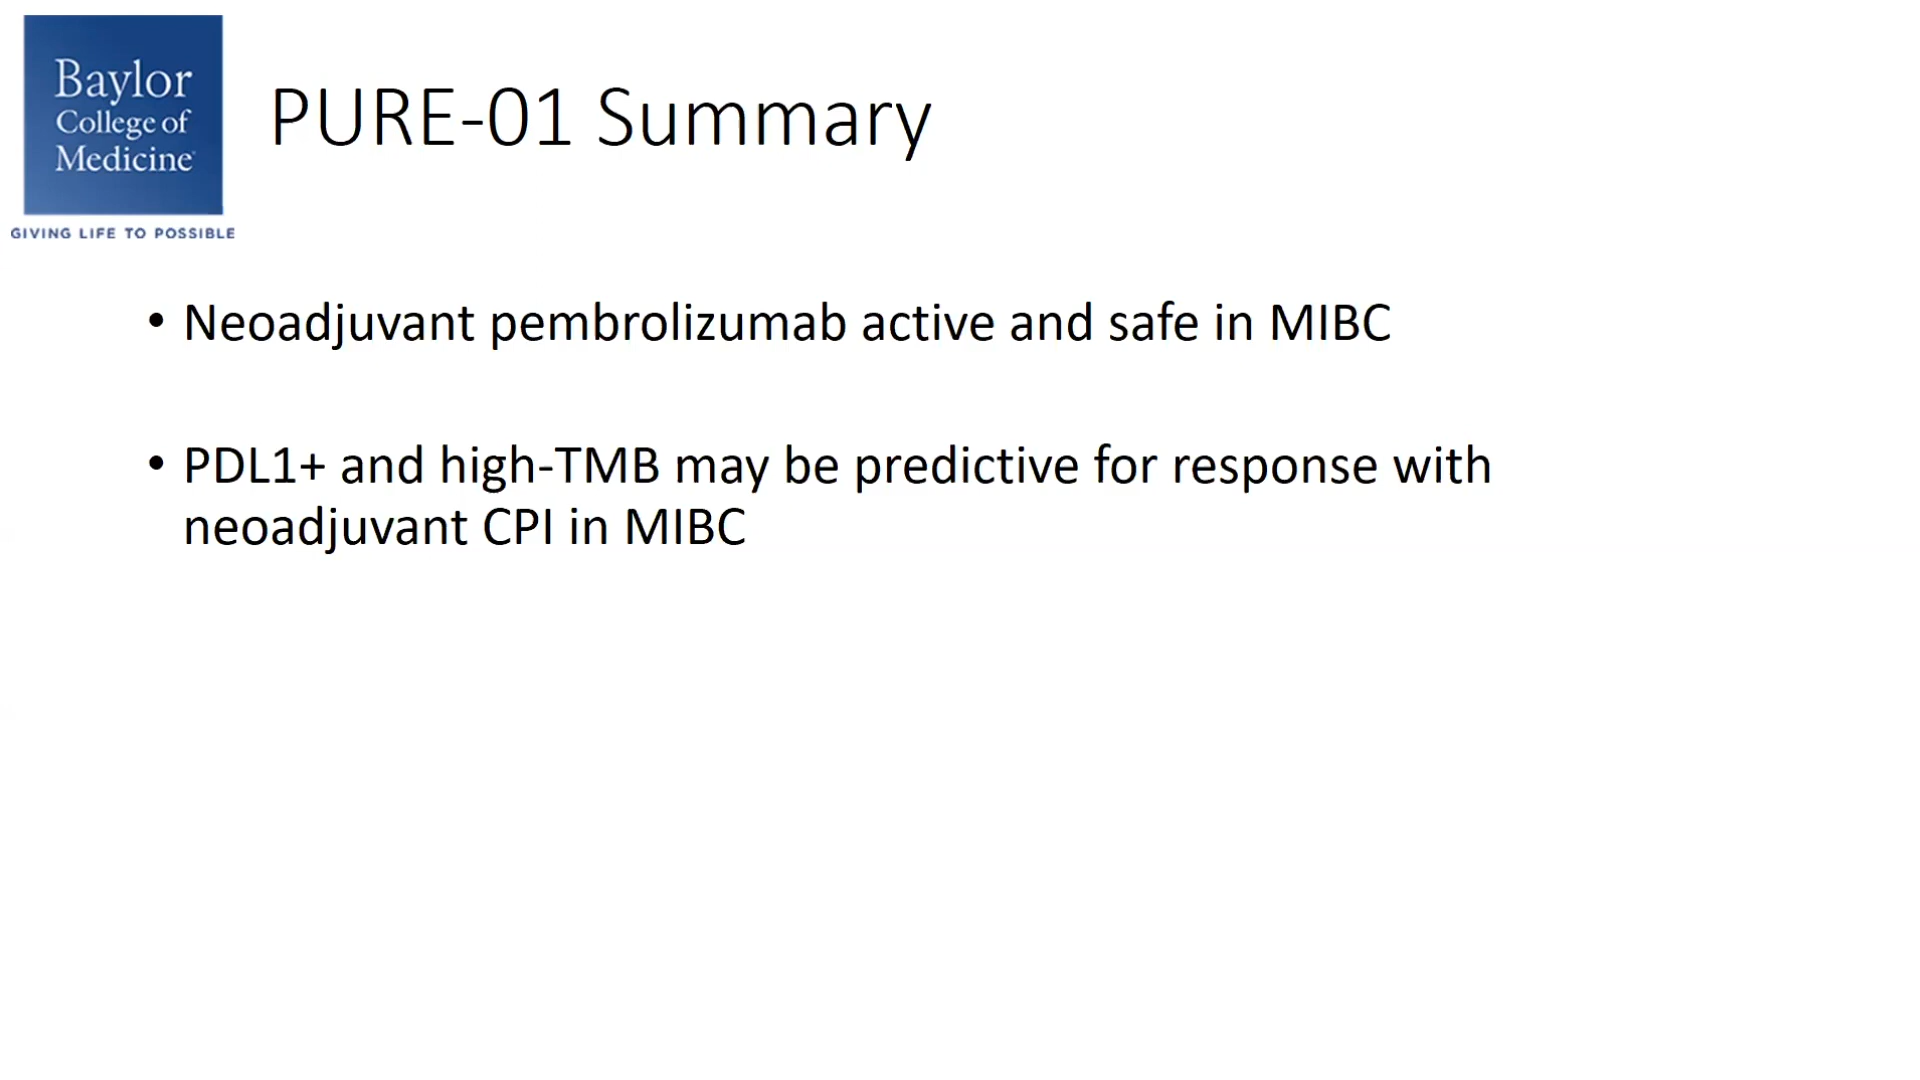 Baylor
College of
Medicine
GIVING LIFE TO POSSIBLE
PURE-01 Summary
• Neoadjuvant pembrolizumab active and safe in MIBC
• PDL1+ and high-TMB may be predictive for response with
neoadjuvant CPI in MIBC